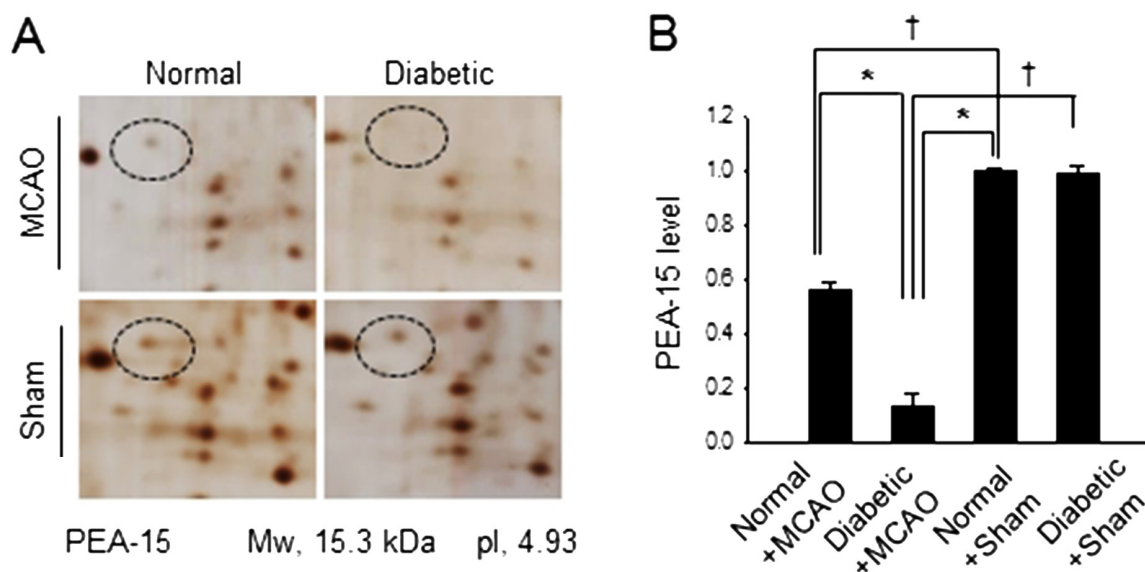 A
Normal Diabetic
MCAO
Sham
PEA-15 Mw, 15.3 kDa pI, 4.93
B
†
*
†
*
PEA-15 level
1.2
1.0
0.8
0.6
0.4
0.2
0.0
Normal
+MCAO
Diabetic
+MCAO
Normal
+Sham
Diabetic
+Sham